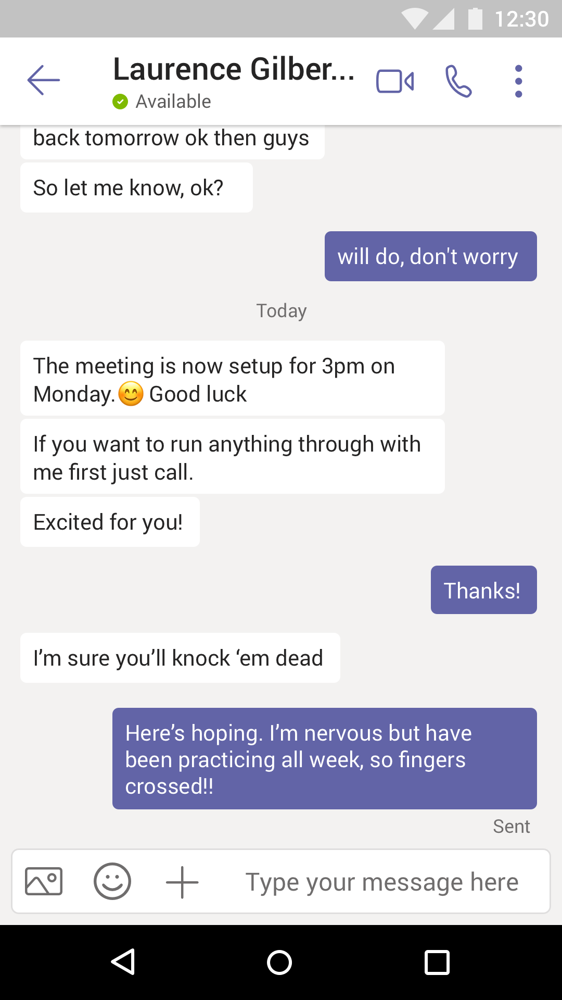 12:30
Laurence Gilber...
Available
back tomorrow ok then guys
So let me know, ok?
will do, don't worry
Today
The meeting is now setup for 3pm on
Monday.😊 Good luck
If you want to run anything through with
me first just call.
Excited for you!
Thanks!
I’m sure you’ll knock ‘em dead
Here’s hoping. I’m nervous but have
been practicing all week, so fingers
crossed!!
Sent
Type your message here